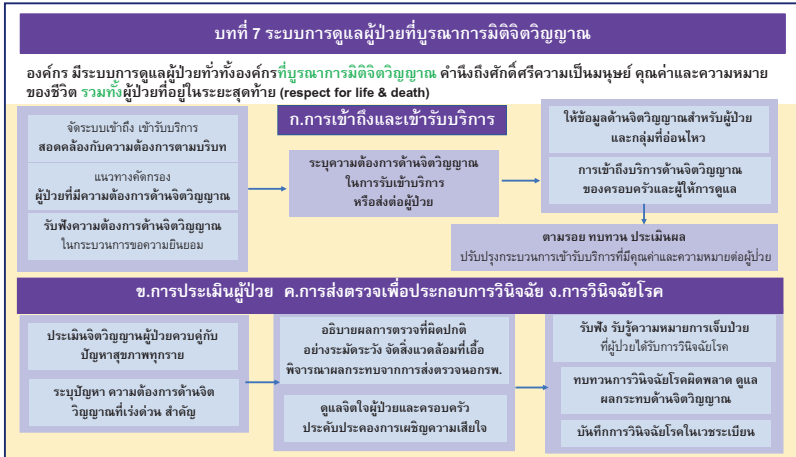 บทที่ 7 ระบบการดูแลผู้ป่วยที่บูรณาการมิติจิตวิญญาณ
องค์กร มีระบบการดูแลผู้ป่วยทั่วทั้งองค์กรที่บูรณาการมิติจิตวิญญาณ คำนึงถึงศักดิ์ศรีความเป็นมนุษย์ คุณค่าและความหมาย
ของชีวิต รวมทั้งผู้ป่วยที่อยู่ในระยะสุดท้าย (respect for life & death)
ก.การเข้าถึงและเข้ารับบริการ
จัดระบบเข้าถึง เข้ารับบริการ
สอดคล้องกับความต้องการตามบริบท
แนวทางคัดกรอง
ผู้ป่วยที่มีความต้องการด้านจิตวิญญาณ
รับฟังความต้องการด้านจิตวิญญาณ
ในกระบวนการขอความยินยอม
ระบุความต้องการด้านจิตวิญญาณ
ในการรับเข้าบริการ
หรือส่งต่อผู้ป่วย
ให้ข้อมูลด้านจิตวิญญาณสำหรับผู้ป่วย
และกลุ่มที่อ่อนไหว
การเข้าถึงบริการด้านจิตวิญญาณ
ของครอบครัวและผู้ให้การดูแล
ตามรอย ทบทวน ประเมินผล
ปรับปรุงกระบวนการเข้ารับบริการที่มีคุณค่าและความหมายต่อผู้ป่วย
ข.การประเมินผู้ป่วย ค.การส่งตรวจเพื่อประกอบการวินิจฉัย ง.การวินิจฉัยโรค
ประเมินจิตวิญญาณผู้ป่วยควบคู่กับ
ปัญหาสุขภาพทุกราย
ระบุปัญหา ความต้องการด้านจิต
วิญญาณที่เร่งด่วน สำคัญ
อธิบายผลการตรวจที่ผิดปกติ
อย่างระมัดระวัง จัดสิ่งแวดล้อมที่เอื้อ
พิจารณาผลกระทบจากการส่งตรวจนอกรพ.
ดูแลจิตใจผู้ป่วยและครอบครัว
ประคับประคองการเผชิญความเสียใจ
รับฟัง รับรู้ความหมายการเจ็บป่วย
ที่ผู้ป่วยได้รับการวินิจฉัยโรค
ทบทวนการวินิจฉัยโรคผิดพลาด ดูแล
ผลกระทบด้านจิตวิญญาณ
บันทึกการวินิจฉัยโรคในเวชระเบียน